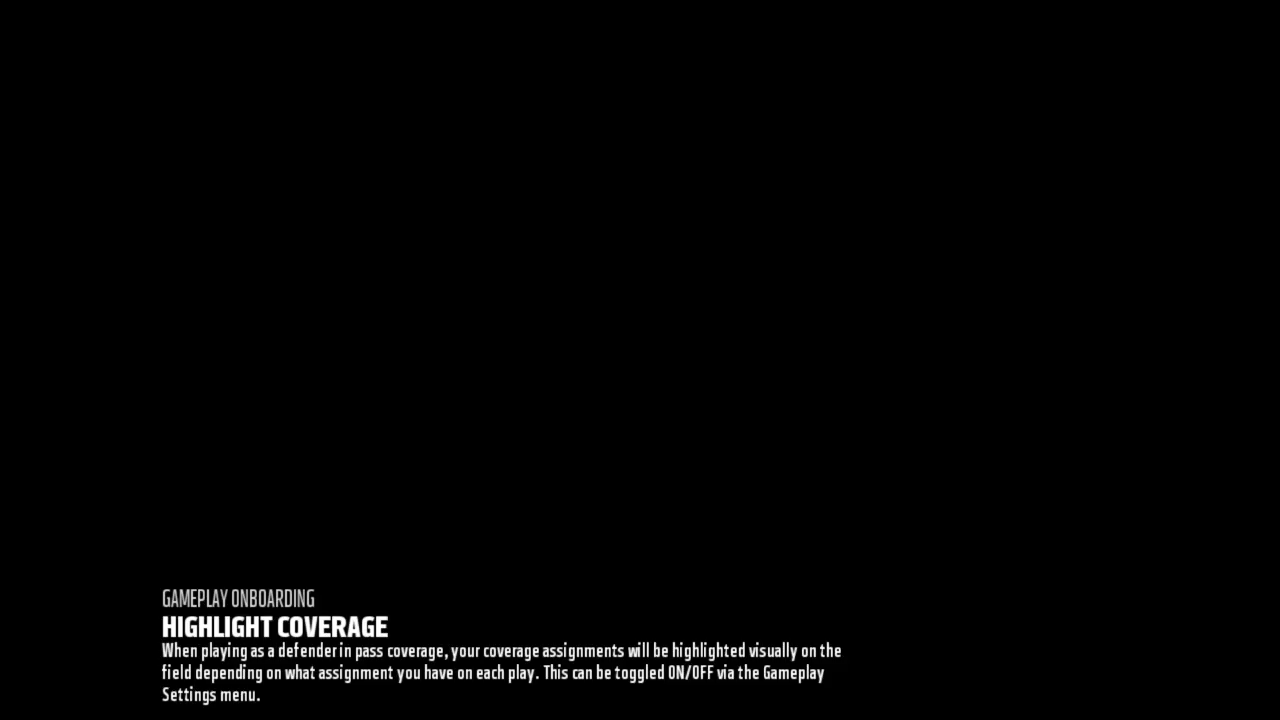 GAMEPLAY ONBOARDING
HIGHLIGHT COVERAGE
When playing as a defender in pass coverage, your coverage assignments will be highlighted visually on the
field depending on what assignment you have on each play. This can be toggled ON/OFF via the Gameplay
Settings menu.